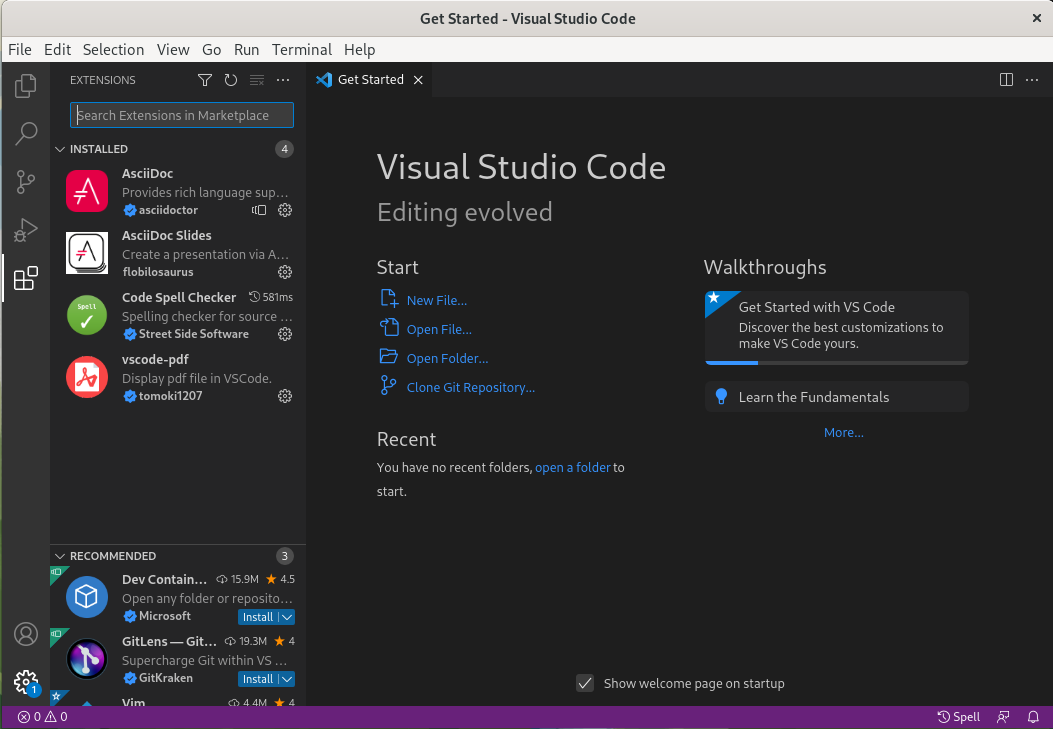 Get Started - Visual Studio Code
File Edit Selection View Go Run Terminal Help
EXTENSIONS
Get Started
Search Extensions in Marketplace
INSTALLED 4
AsciiDoc
Provides rich language sup...
asciidoctor
AsciiDoc Slides
Create a presentation via A...
flobilosaurus
Spell
Code Spell Checker 581ms
Spelling checker for source ...
Street Side Software
vscode-pdf
Display pdf file in VSCode.
tomoki1207
RECOMMENDED 3
Dev Contain... 15.9M 4.5
Open any folder or reposito...
Microsoft Install
GitLens — Git... 19.3M 4
Supercharge Git within VS ...
GitKraken Install
Vim 4.4M 4
1
Visual Studio Code
Editing evolved
Start
New File...
Open File...
Open Folder...
Clone Git Repository...
Recent
You have no recent folders, open a folder to
start.
Walkthroughs
Get Started with VS Code
Discover the best customizations to
make VS Code yours.
Learn the Fundamentals
More...
Show welcome page on startup
0 0
Spell